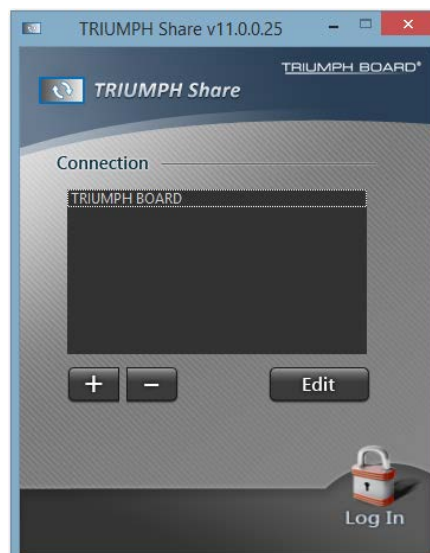 TRIUMPH Share v11.0.0.25
TRIUMPH BOARD*
TRIUMPH Share
Connection
TRIUMPH BOARD
+ −
Edit
Log In